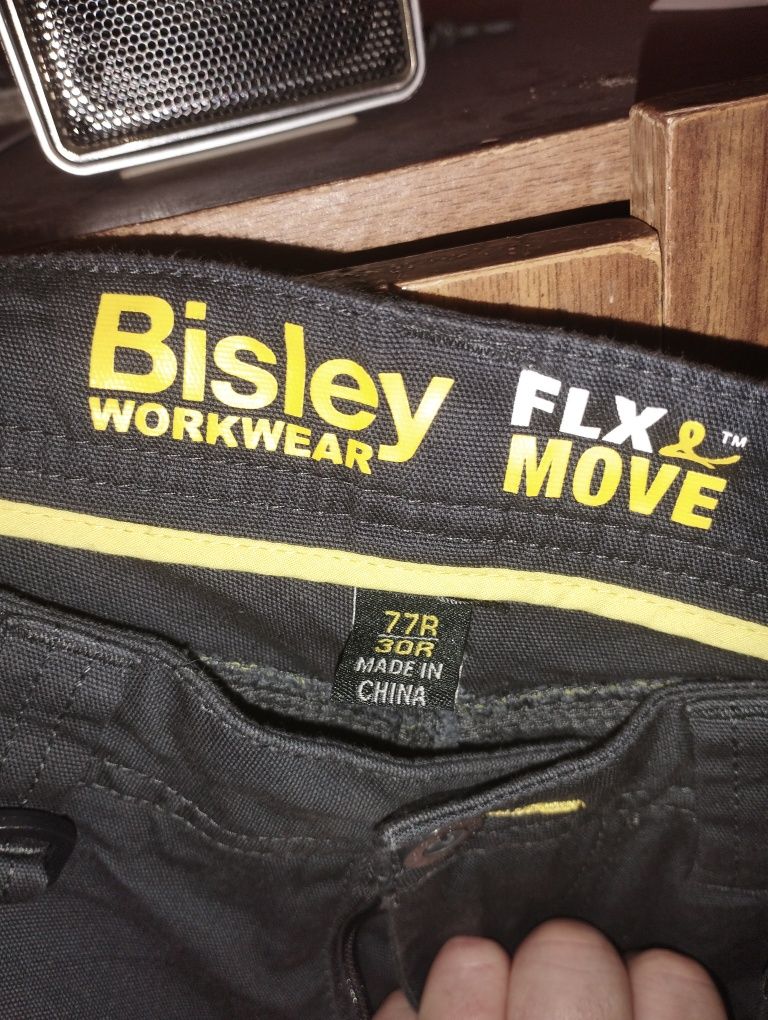 Bisley
WORKWEAR
FLX &™
MOVE
77R
30R
MADE IN
CHINA